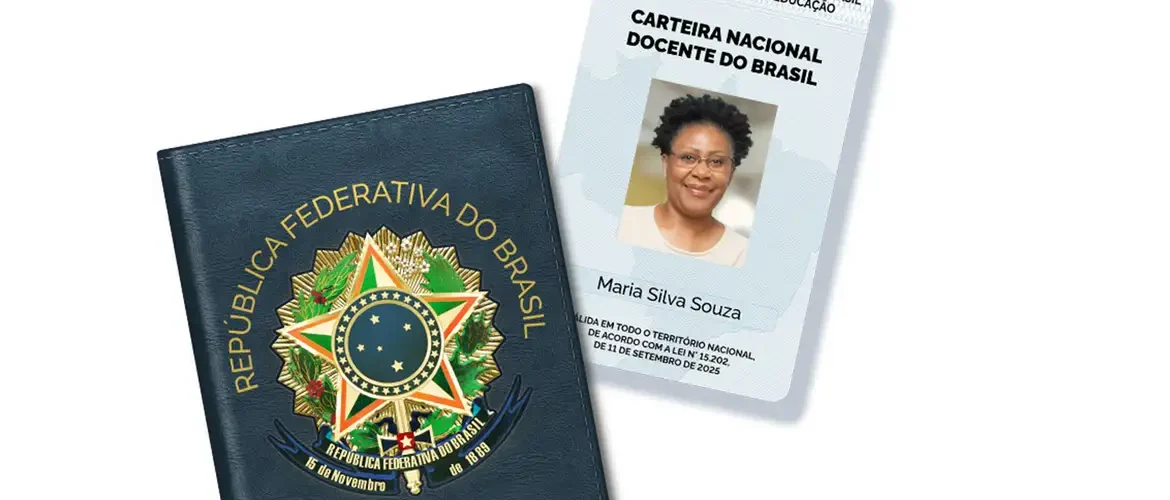 REPÚBLICA FEDERATIVA DO BRASIL
REPÚBLICA FEDERATIVA DO BRASIL
15 de Novembro
de 1889
EDUCAÇÃO
CARTEIRA NACIONAL
DOCENTE DO BRASIL
Maria Silva Souza
VÁLIDA EM TODO O TERRITÓRIO NACIONAL,
DE ACORDO COM A LEI Nº 15.202,
DE 11 DE SETEMBRO DE 2025